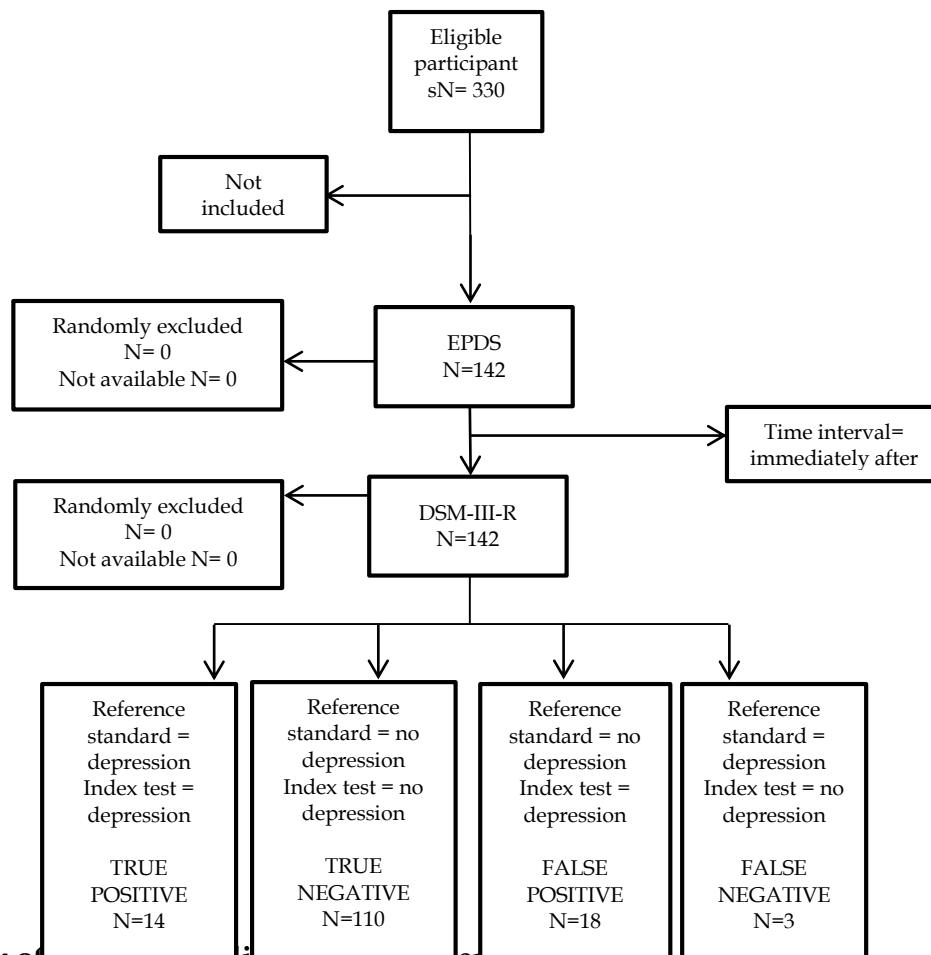 Eligible
participant
sN= 330
Not
included
Randomly excluded
N= 0
Not available N= 0
EPDS
N=142
Time interval=
immediately after
Randomly excluded
N= 0
Not available N= 0
DSM-III-R
N=142
Reference
standard =
depression
Index test =
depression
TRUE
POSITIVE
N=14
Reference
standard = no
depression
Index test = no
depression
TRUE
NEGATIVE
N=110
Reference
standard = no
depression
Index test =
depression
FALSE
POSITIVE
N=18
Reference
standard =
depression
Index test = no
depression
FALSE
NEGATIVE
N=3